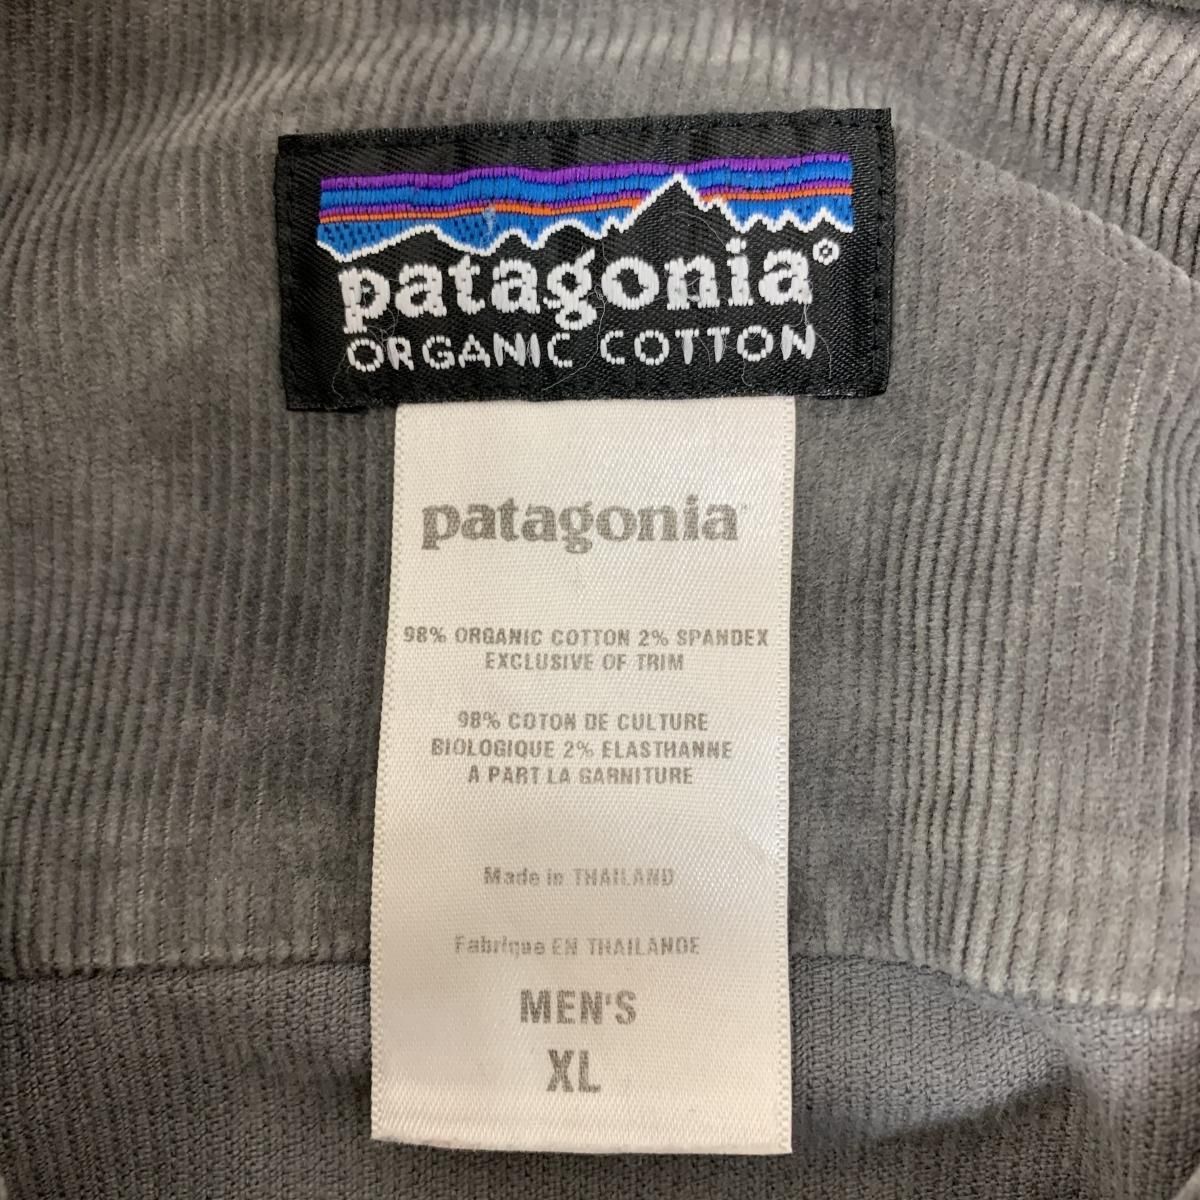 patagonia®
ORGANIC COTTON
patagonia
98% ORGANIC COTTON 2% SPANDEX
EXCLUSIVE OF TRIM
98% COTON DE CULTURE
BIOLOGIQUE 2% ELASTHANNE
A PART LA GARNITURE
Made in THAILAND
Fabrique EN THAILANDE
MEN'S
XL